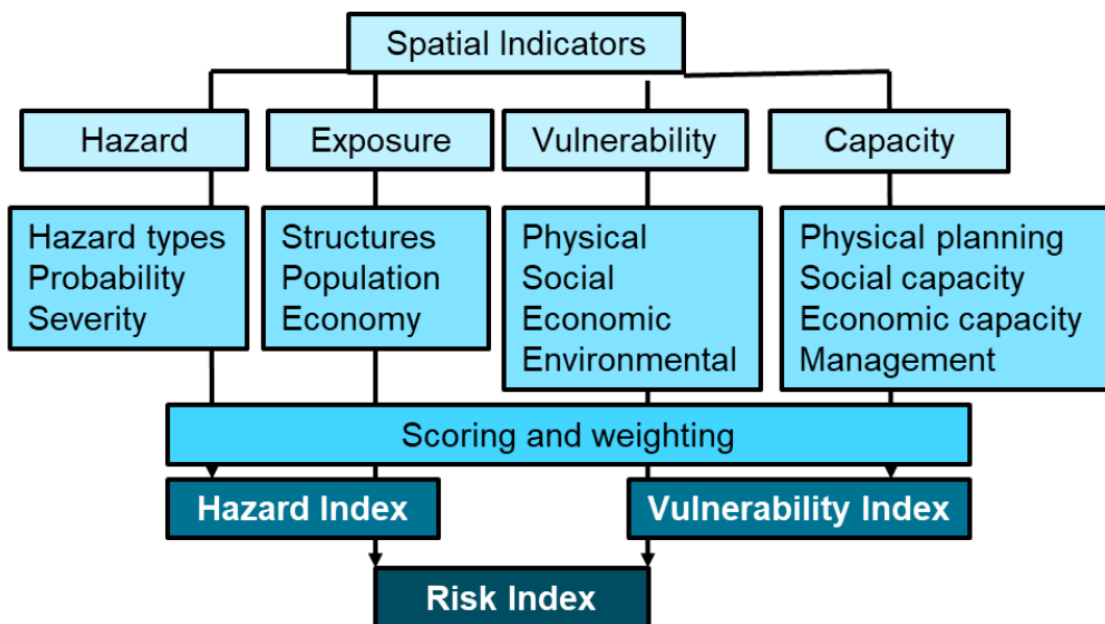 Spatial Indicators
Hazard
Exposure
Vulnerability
Capacity
Hazard types
Probability
Severity
Structures
Population
Economy
Physical
Social
Economic
Environmental
Physical planning
Social capacity
Economic capacity
Management
Scoring and weighting
Hazard Index
Vulnerability Index
Risk Index